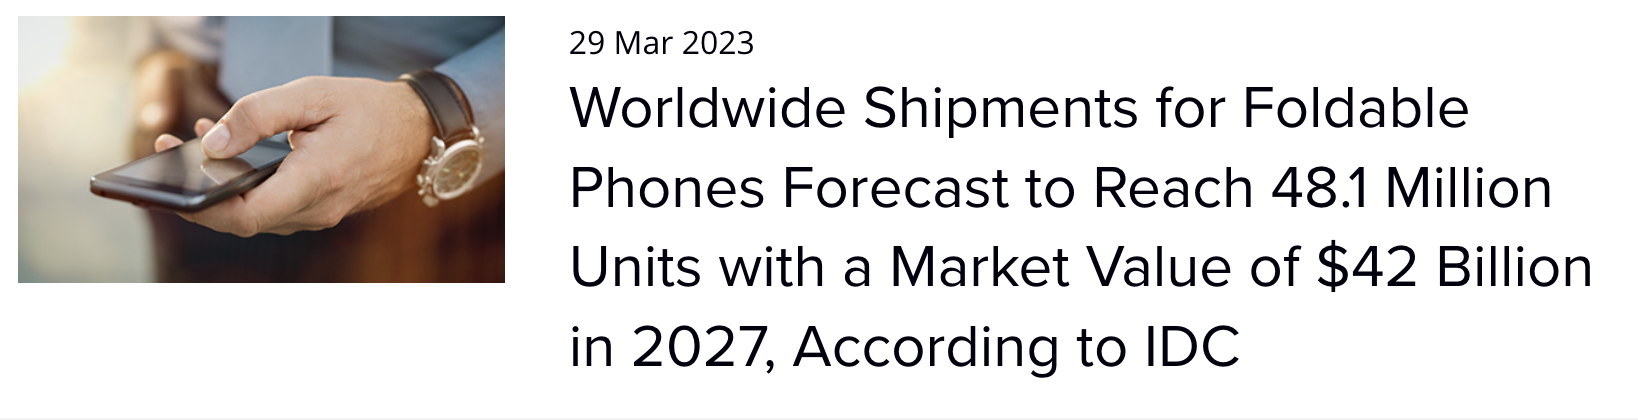 29 Mar 2023
Worldwide Shipments for Foldable
Phones Forecast to Reach 48.1 Million
Units with a Market Value of $42 Billion
in 2027, According to IDC